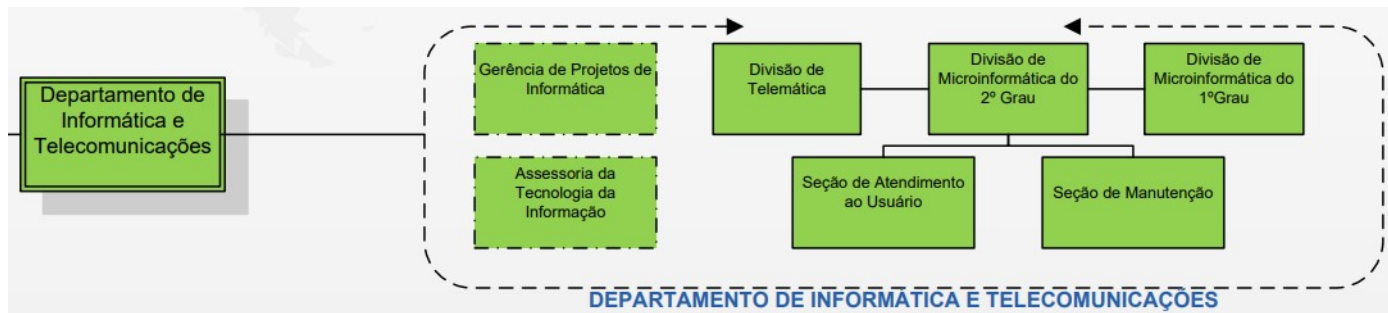 Departamento de
Informática e
Telecomunicações
Gerência de Projetos de
Informática
Assessoria da
Tecnologia da
Informação
Divisão de
Telemática
Divisão de
Microinformática do
2º Grau
Divisão de
Microinformática do
1ºGrau
Seção de Atendimento
ao Usuário
Seção de Manutenção
DEPARTAMENTO DE INFORMÁTICA E TELECOMUNICAÇÕES